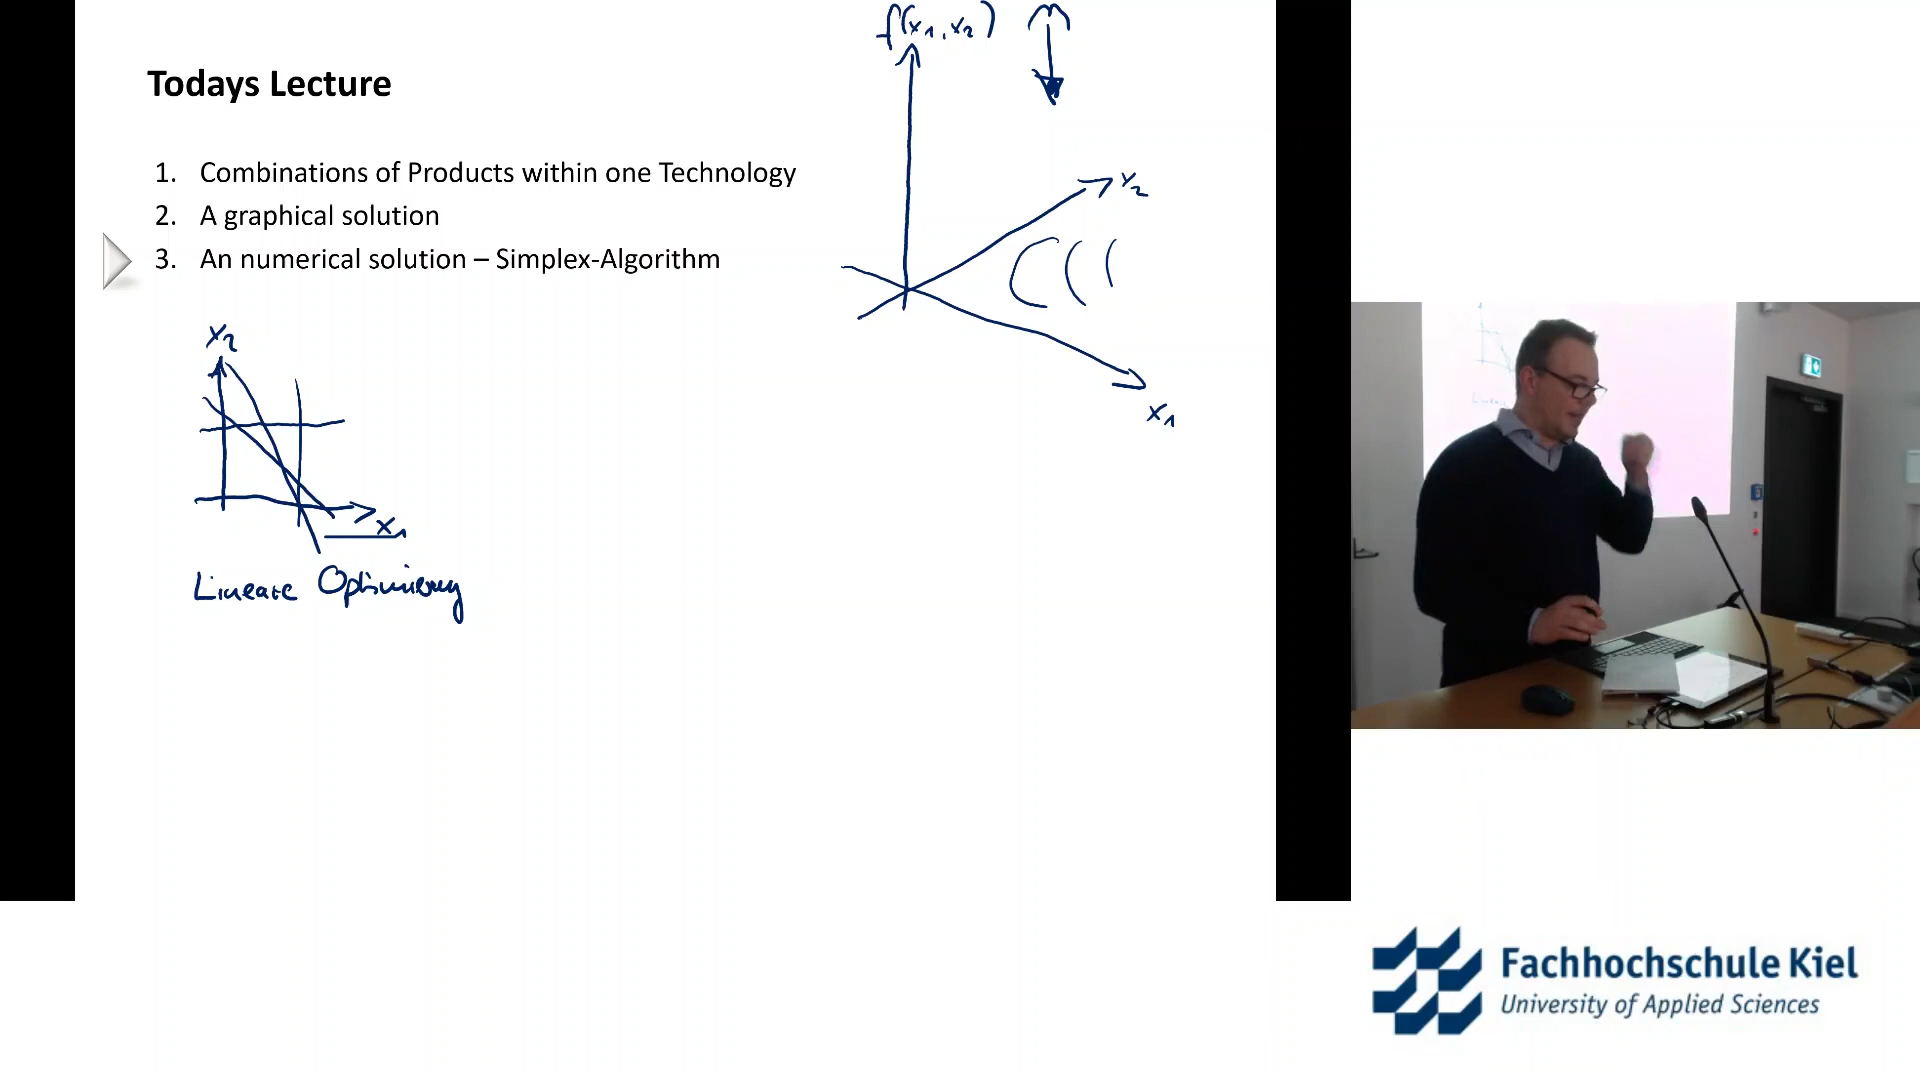 Todays Lecture
1. Combinations of Products within one Technology
2. A graphical solution
3. An numerical solution – Simplex-Algorithm
f(x1, x2)
x2
x1
x2
x1
Lineare Optimierung
Fachhochschule Kiel
University of Applied Sciences